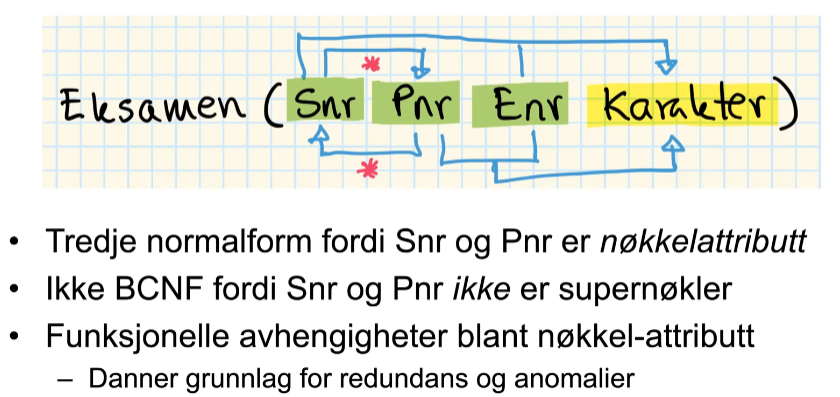 Eksamen (Snr Pnr Enr Karakter)
*
*
• Tredje normalform fordi Snr og Pnr er nøkkelattributt
• Ikke BCNF fordi Snr og Pnr ikke er supernøkler
• Funksjonelle avhengigheter blant nøkkel-attributt
– Danner grunnlag for redundans og anomalier